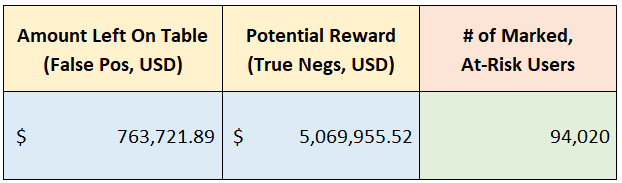 Amount Left On Table
(False Pos, USD)
Potential Reward
(True Negs, USD)
# of Marked,
At-Risk Users
$ 763,721.89
$ 5,069,955.52
94,020